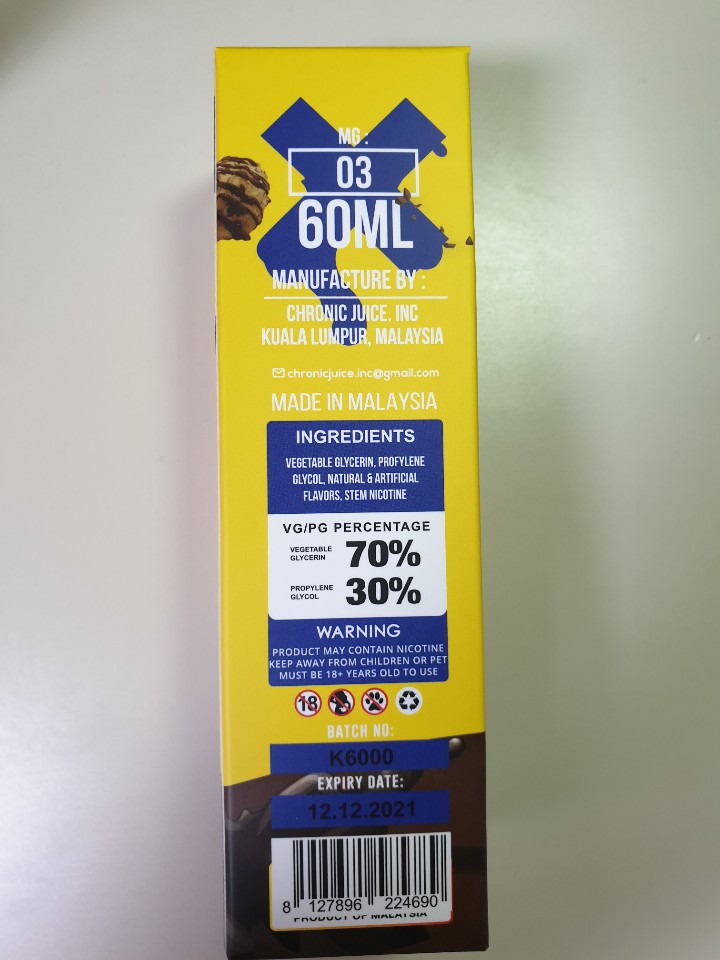 MG :
03
60ML
MANUFACTURE BY :
CHRONIC JUICE. INC
KUALA LUMPUR, MALAYSIA
chronicjuice.inc@gmail.com
MADE IN MALAYSIA
INGREDIENTS
VEGETABLE GLYCERIN, PROFYLENE
GLYCOL, NATURAL & ARTIFICIAL
FLAVORS, STEM NICOTINE
VG/PG PERCENTAGE
VEGETABLE GLYCERIN 70%
PROPYLENE GLYCOL 30%
WARNING
PRODUCT MAY CONTAIN NICOTINE
KEEP AWAY FROM CHILDREN OR PET
MUST BE 18+ YEARS OLD TO USE
18
BATCH NO:
K6000
EXPIRY DATE:
12.12.2021
8 127896 224690
PRODUCT OF MALAYSIA